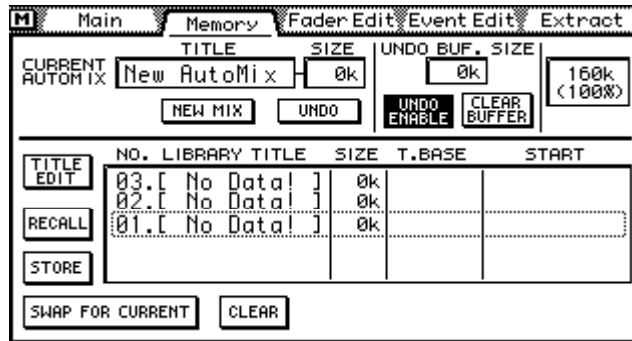 M Main Memory Fader Edit Event Edit Extract
TITLE SIZE UNDO BUF. SIZE
CURRENT AUTOMIX New AutoMix 0k 0k 160k (100%)
NEW MIX UNDO UNDO ENABLE CLEAR BUFFER
NO. LIBRARY TITLE SIZE T.BASE START
TITLE EDIT
03.[ No Data! ] 0k
02.[ No Data! ] 0k
RECALL 01.[ No Data! ] 0k
STORE
SWAP FOR CURRENT CLEAR